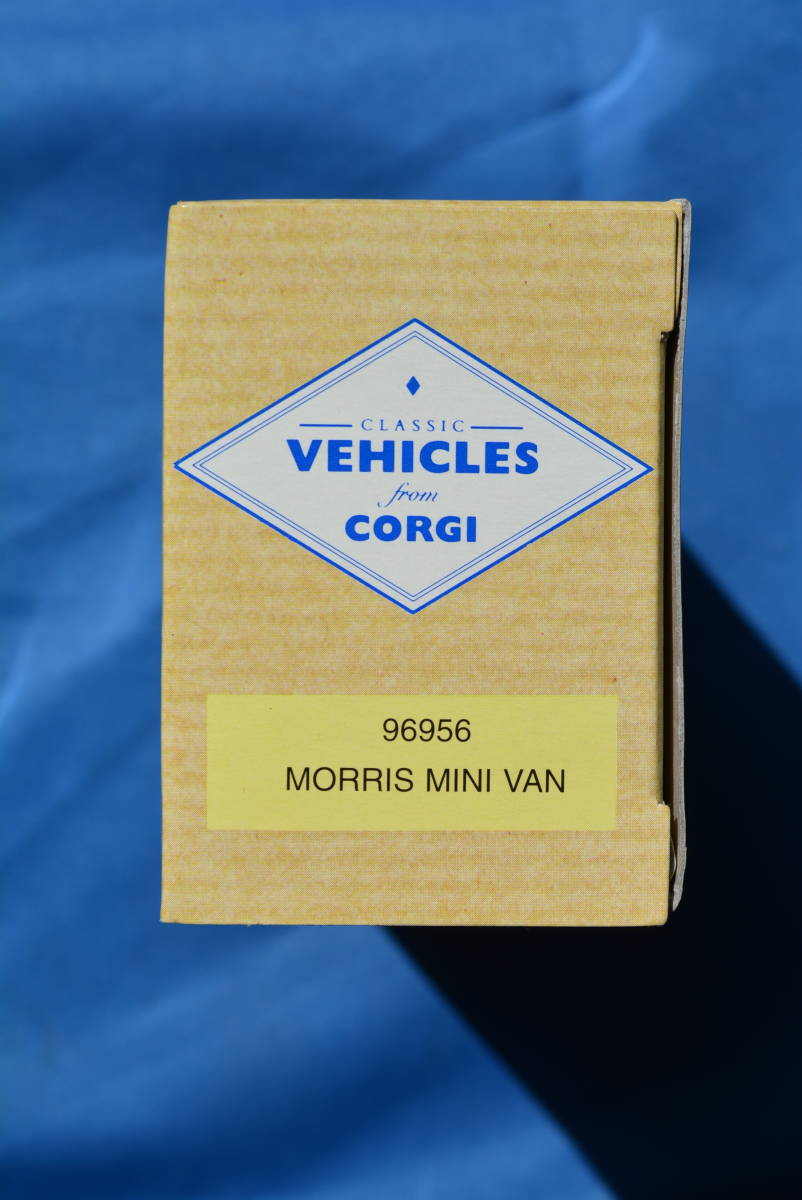 CLASSIC
VEHICLES
from
CORGI
96956
MORRIS MINI VAN